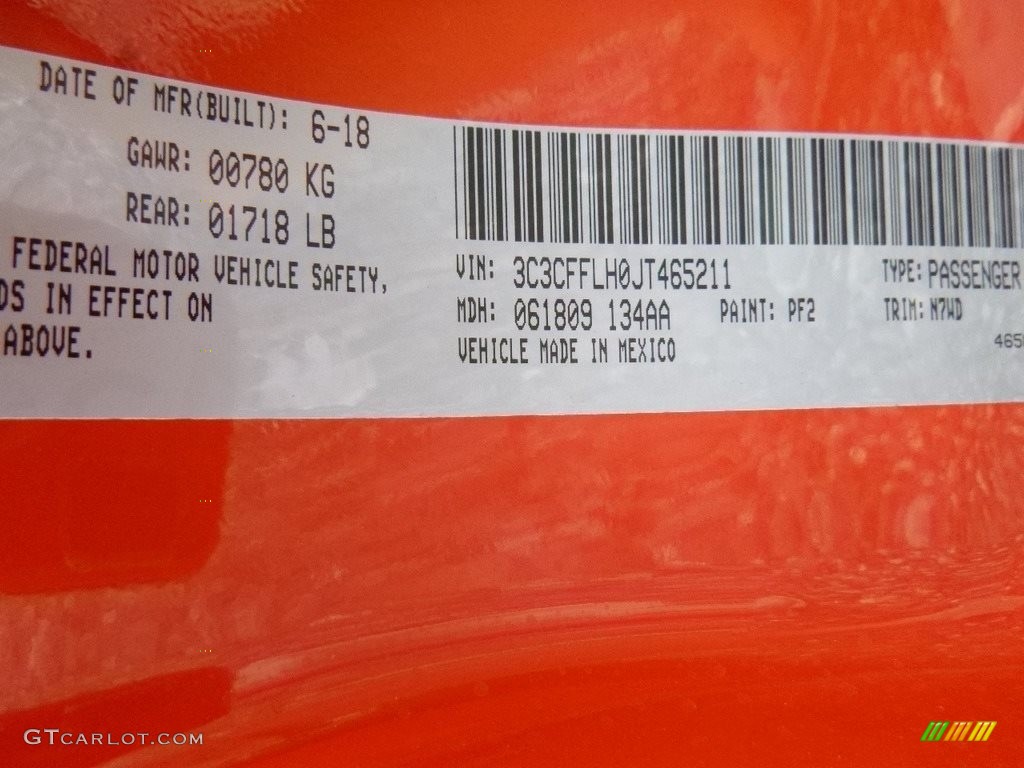 DATE OF MFR(BUILT): 6-18
GAWR: 00780 KG
REAR: 01718 LB
FEDERAL MOTOR VEHICLE SAFETY,
DS IN EFFECT ON
ABOVE.
VIN: 3C3CFFLH0JT465211 TYPE: PASSENGER
MDH: 061809 134AA PAINT: PF2 TRIM: N7WD
VEHICLE MADE IN MEXICO
GTCARLOT.COM